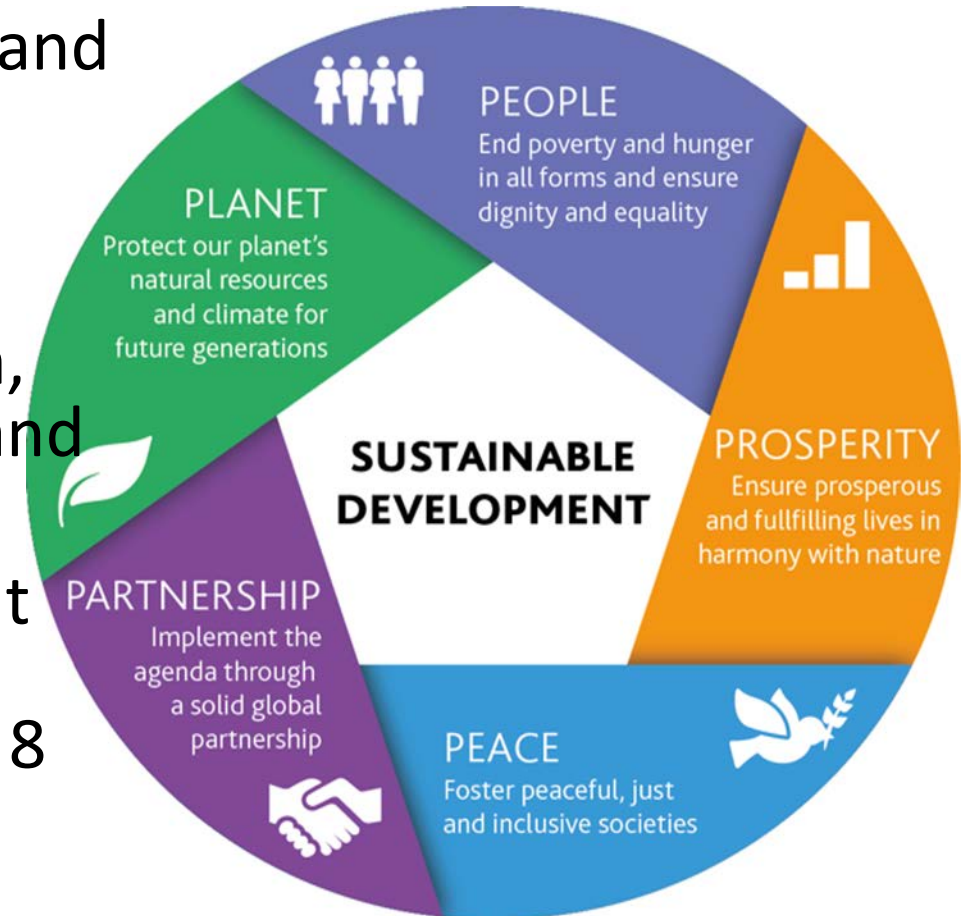 and
,
and
t
8
PEOPLE
End poverty and hunger
in all forms and ensure
dignity and equality
PROSPERITY
Ensure prosperous
and fullfilling lives in
harmony with nature
PEACE
Foster peaceful, just
and inclusive societies
PARTNERSHIP
Implement the
agenda through
a solid global
partnership
PLANET
Protect our planet's
natural resources
and climate for
future generations
SUSTAINABLE
DEVELOPMENT